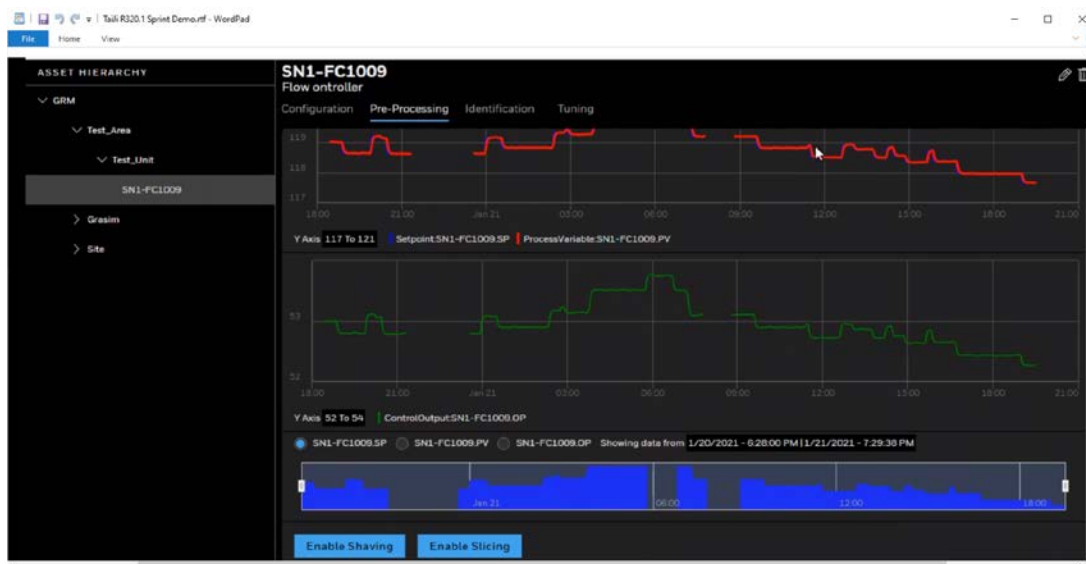 Taiji R320.1 Sprint Demo.rtf - WordPad
File Home View
ASSET HIERARCHY
GRM
Test_Area
Test_Unit
SN1-FC1009
Grasim
Site
SN1-FC1009
Flow ontroller
Configuration Pre-Processing Identification Tuning
119
118
117
18:00 21:00 Jan 21 03:00 06:00 09:00 12:00 15:00 18:00 21:00
Y Axis 117 To 121 Setpoint:SN1-FC1009.SP ProcessVariable:SN1-FC1009.PV
53
52
18:00 21:00 Jan 21 03:00 06:00 09:00 12:00 15:00 18:00 21:00
Y Axis 52 To 54 ControlOutput:SN1-FC1009.OP
SN1-FC1009.SP SN1-FC1009.PV SN1-FC1009.OP Showing data from 1/20/2021 - 6:28:00 PM | 1/21/2021 - 7:29:38 PM
Jan 21 06:00 12:00 18:00
Enable Shaving Enable Slicing